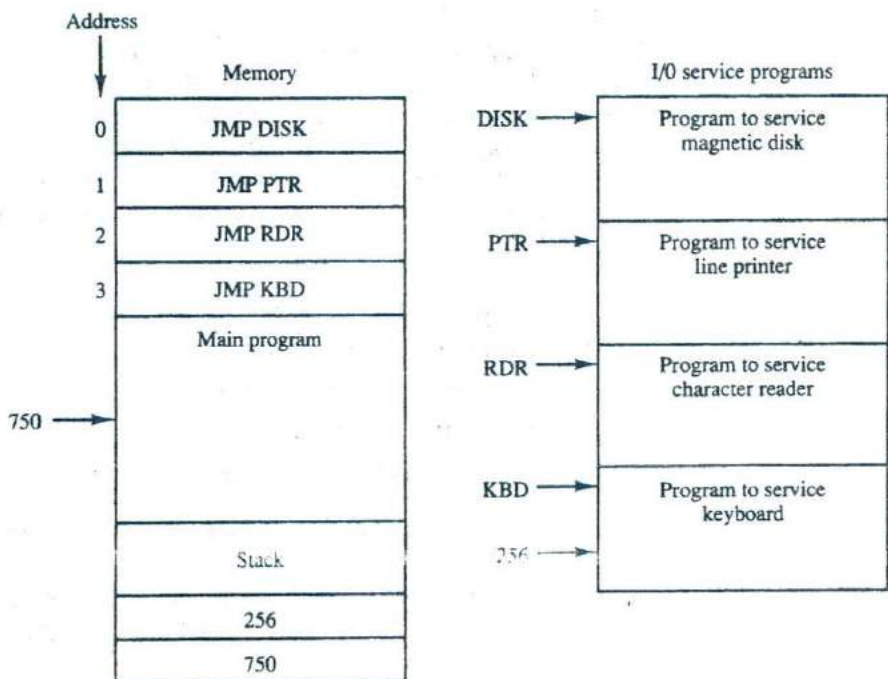 Address
Memory
0
JMP DISK
1
JMP PTR
2
JMP RDR
3
JMP KBD
Main program
750
Stack
256
750
I/0 service programs
DISK
Program to service
magnetic disk
PTR
Program to service
line printer
RDR
Program to service
character reader
KBD
Program to service
keyboard
256